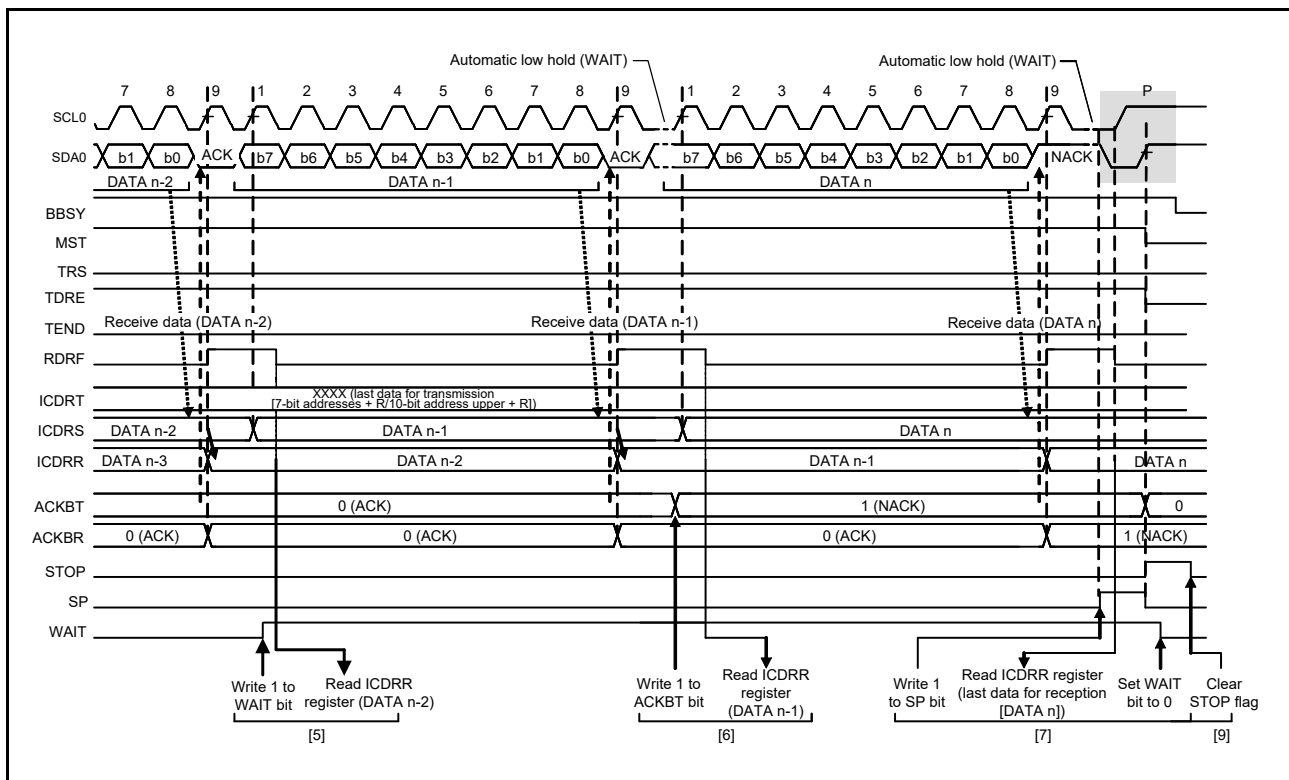 Automatic low hold (WAIT)
Automatic low hold (WAIT)
7 8 9 1 2 3 4 5 6 7 8 9 1 2 3 4 5 6 7 8 9 P
SCL0
SDA0 b1 b0 ACK b7 b6 b5 b4 b3 b2 b1 b0 ACK b7 b6 b5 b4 b3 b2 b1 b0 NACK
DATA n-2 DATA n-1 DATA n
BBSY
MST
TRS
TDRE
TEND Receive data (DATA n-2) Receive data (DATA n-1) Receive data (DATA n)
RDRF
ICDRT XXXX (last data for transmission
[7-bit addresses + R/10-bit address upper + R])
ICDRS DATA n-2 DATA n-1 DATA n
ICDRR DATA n-3 DATA n-2 DATA n-1 DATA n
ACKBT 0 (ACK) 1 (NACK) 0
ACKBR 0 (ACK) 0 (ACK) 0 (ACK) 1 (NACK)
STOP
SP
WAIT
Write 1 to
WAIT bit
Read ICDRR
register (DATA n-2)
[5]
Write 1 to
ACKBT bit
Read ICDRR
register
(DATA n-1)
[6]
Write 1
to SP bit
Read ICDRR register
(last data for reception
[DATA n])
Set WAIT
bit to 0
[7]
Clear
STOP flag
[9]